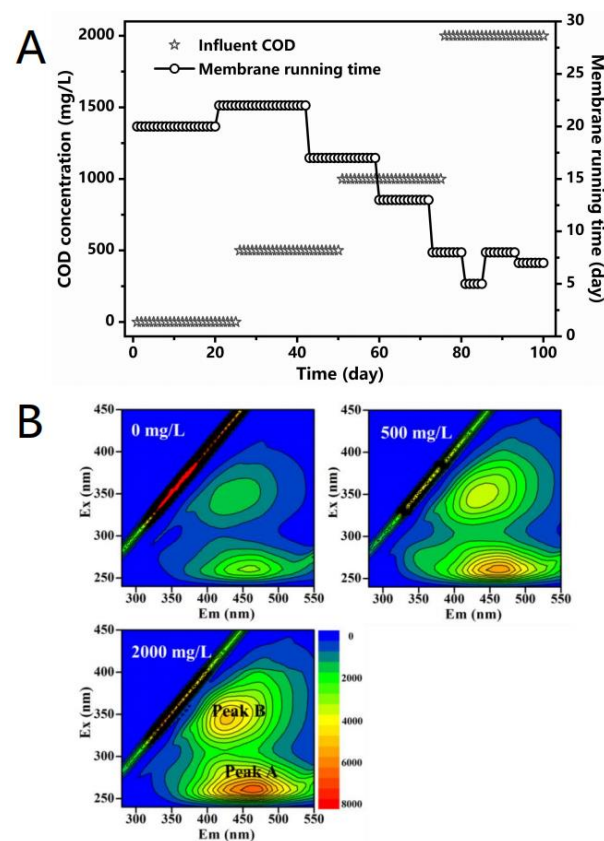 A
Influent COD
Membrane running time
COD concentration (mg/L)
2000
1500
1000
500
0
Membrane running time (day)
30
25
20
15
10
5
0
0 20 40 60 80 100
Time (day)
B
0 mg/L
Ex (nm)
450
400
350
300
250
300 350 400 450 500 550
Em (nm)
500 mg/L
Ex (nm)
450
400
350
300
250
300 350 400 450 500 550
Em (nm)
2000 mg/L
Peak B
Peak A
Ex (nm)
450
400
350
300
250
300 350 400 450 500 550
Em (nm)
0
2000
4000
6000
8000